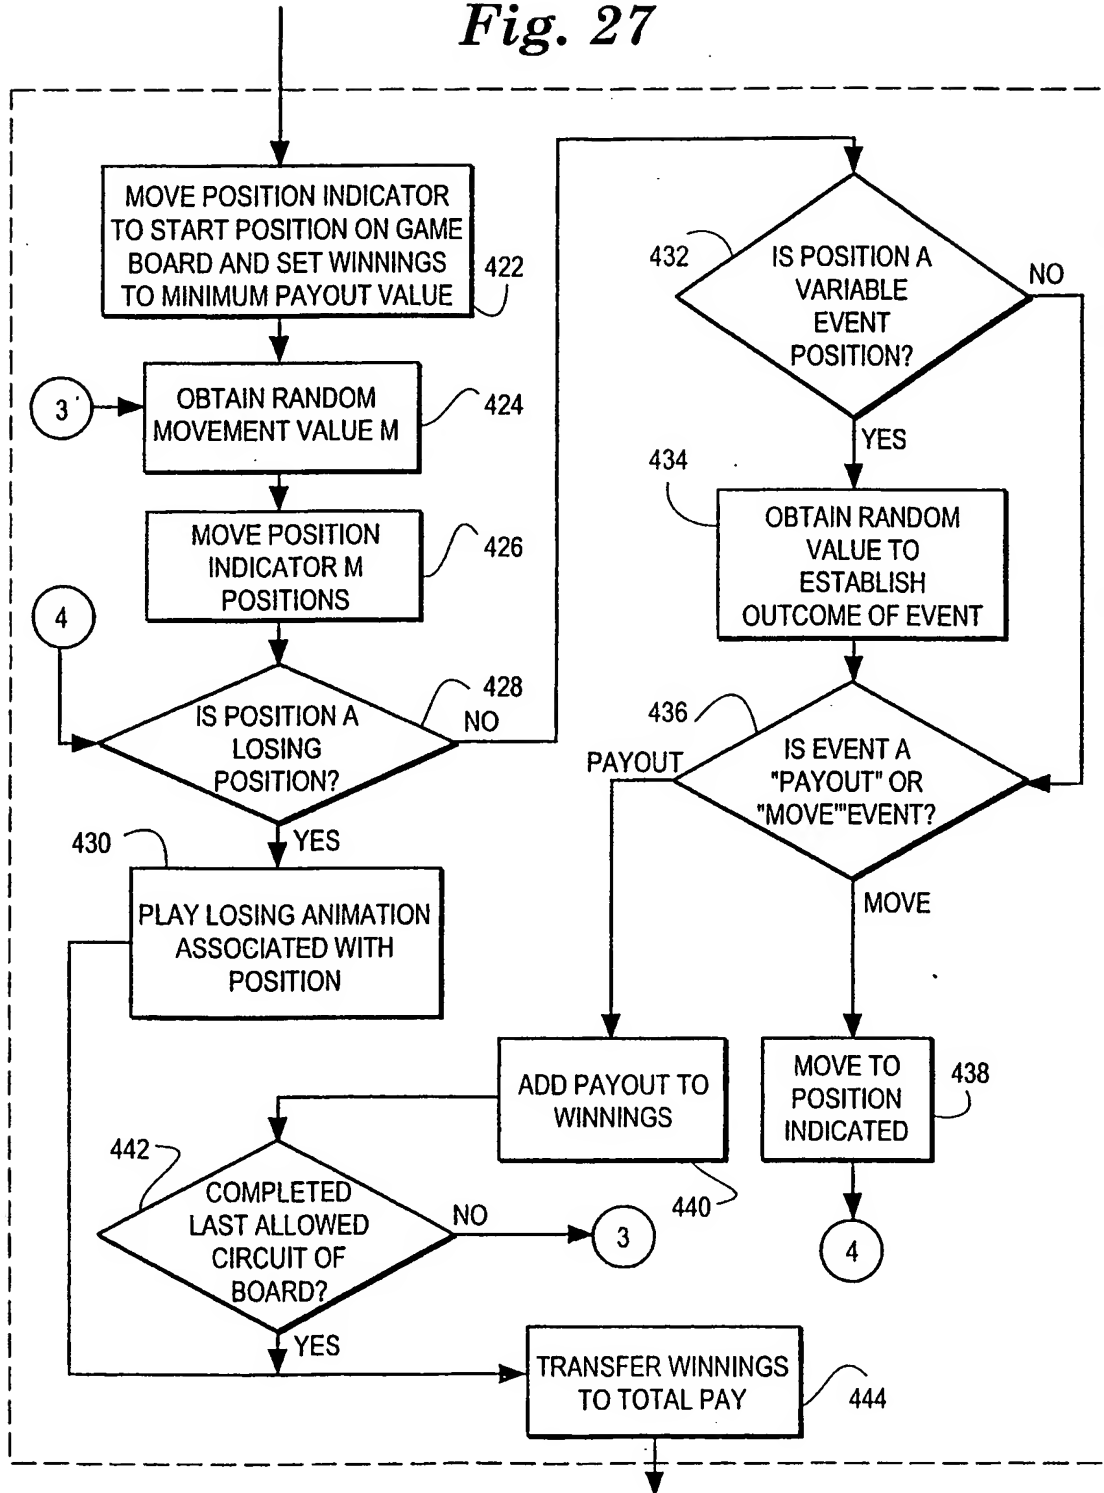 Fig. 27
MOVE POSITION INDICATOR
TO START POSITION ON GAME
BOARD AND SET WINNINGS
TO MINIMUM PAYOUT VALUE
422
3
OBTAIN RANDOM
MOVEMENT VALUE M
424
MOVE POSITION
INDICATOR M
POSITIONS
426
4
IS POSITION A
LOSING
POSITION?
428
NO
YES
430
PLAY LOSING ANIMATION
ASSOCIATED WITH
POSITION
432
IS POSITION A
VARIABLE
EVENT
POSITION?
NO
YES
434
OBTAIN RANDOM
VALUE TO
ESTABLISH
OUTCOME OF EVENT
436
IS EVENT A
"PAYOUT" OR
"MOVE'"EVENT?
PAYOUT
MOVE
ADD PAYOUT TO
WINNINGS
440
MOVE TO
POSITION
INDICATED
438
4
442
COMPLETED
LAST ALLOWED
CIRCUIT OF
BOARD?
NO
3
YES
TRANSFER WINNINGS
TO TOTAL PAY
444